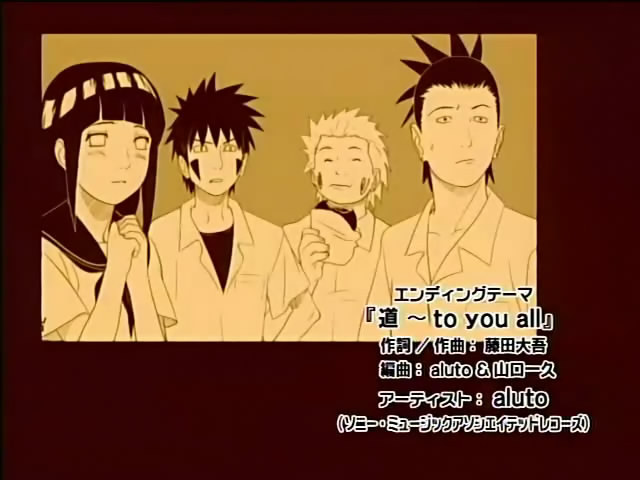 エンディングテーマ
『道 ～ to you all』
作詞／作曲：藤田大吾
編曲：aluto & 山口一久
アーティスト：aluto
（ソニー・ミュージックアソシエイテッドレコーズ）